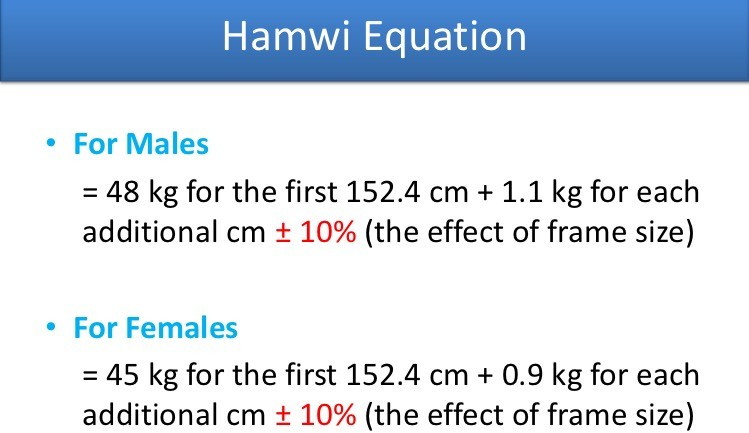 Hamwi Equation
• For Males
= 48 kg for the first 152.4 cm + 1.1 kg for each
additional cm ± 10% (the effect of frame size)
• For Females
= 45 kg for the first 152.4 cm + 0.9 kg for each
additional cm ± 10% (the effect of frame size)